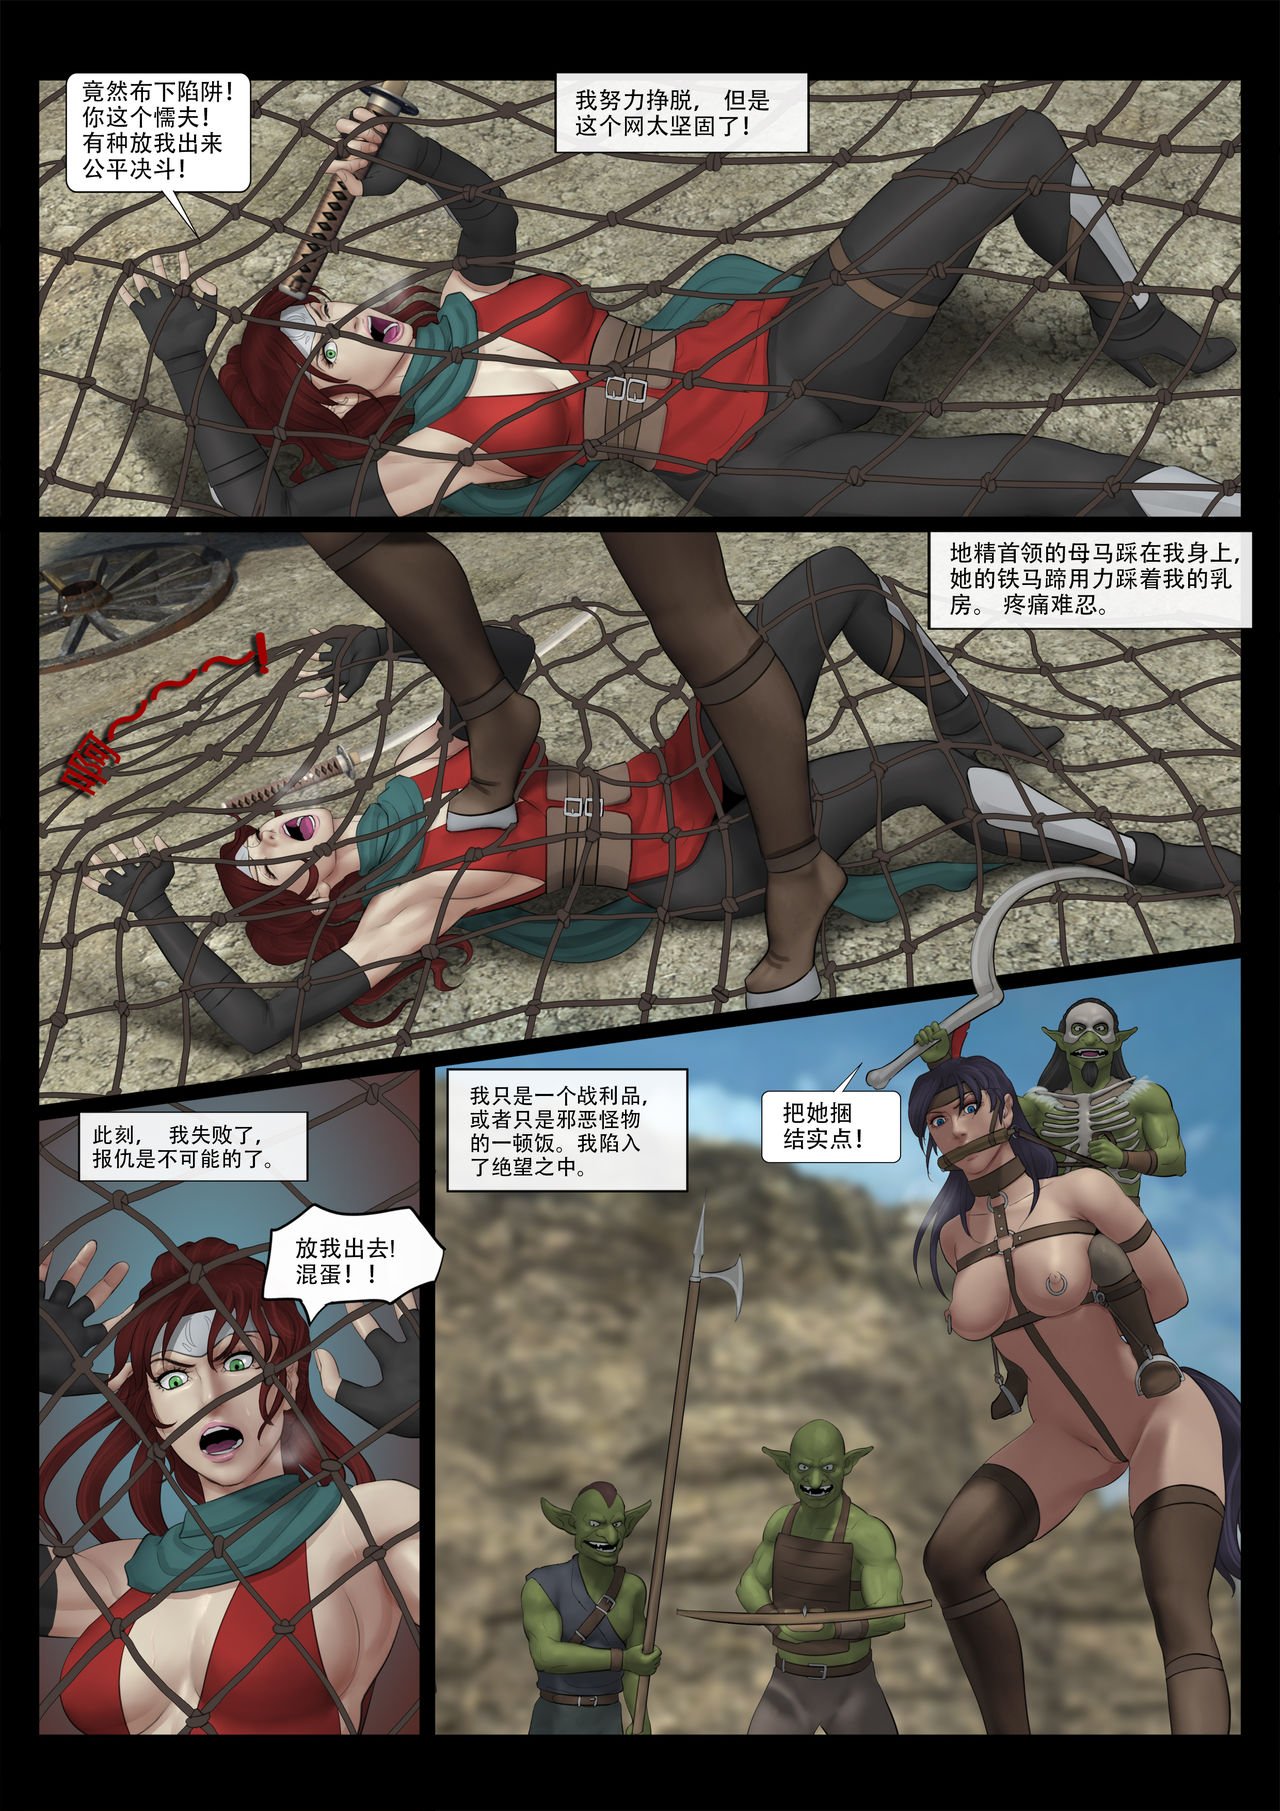 竟然布下陷阱！
你这个懦夫！
有种放我出来
公平决斗！
我努力挣脱， 但是
这个网太坚固了！
地精首领的母马踩在我身上，
她的铁马蹄用力踩着我的乳
房。 疼痛难忍。
啊～～～！
此刻， 我失败了，
报仇是不可能的了。
放我出去!
混蛋！！
我只是一个战利品，
或者只是邪恶怪物
的一顿饭。我陷入
了绝望之中。
把她捆
结实点！